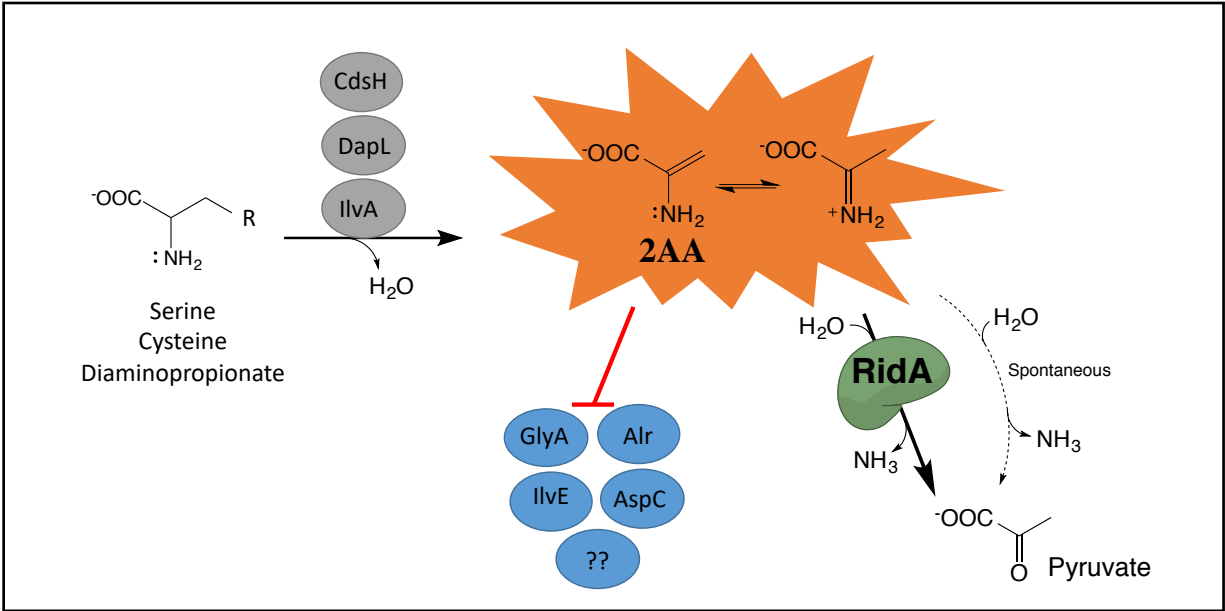 CdsH
DapL
IlvA
⁻OOC
R
:NH₂
H₂O
Serine
Cysteine
Diaminopropionate
⁻OOC
:NH₂
2AA
⁻OOC
⁺NH₂
GlyA
Alr
IlvE
AspC
??
H₂O
RidA
NH₃
H₂O
Spontaneous
NH₃
⁻OOC
O
Pyruvate